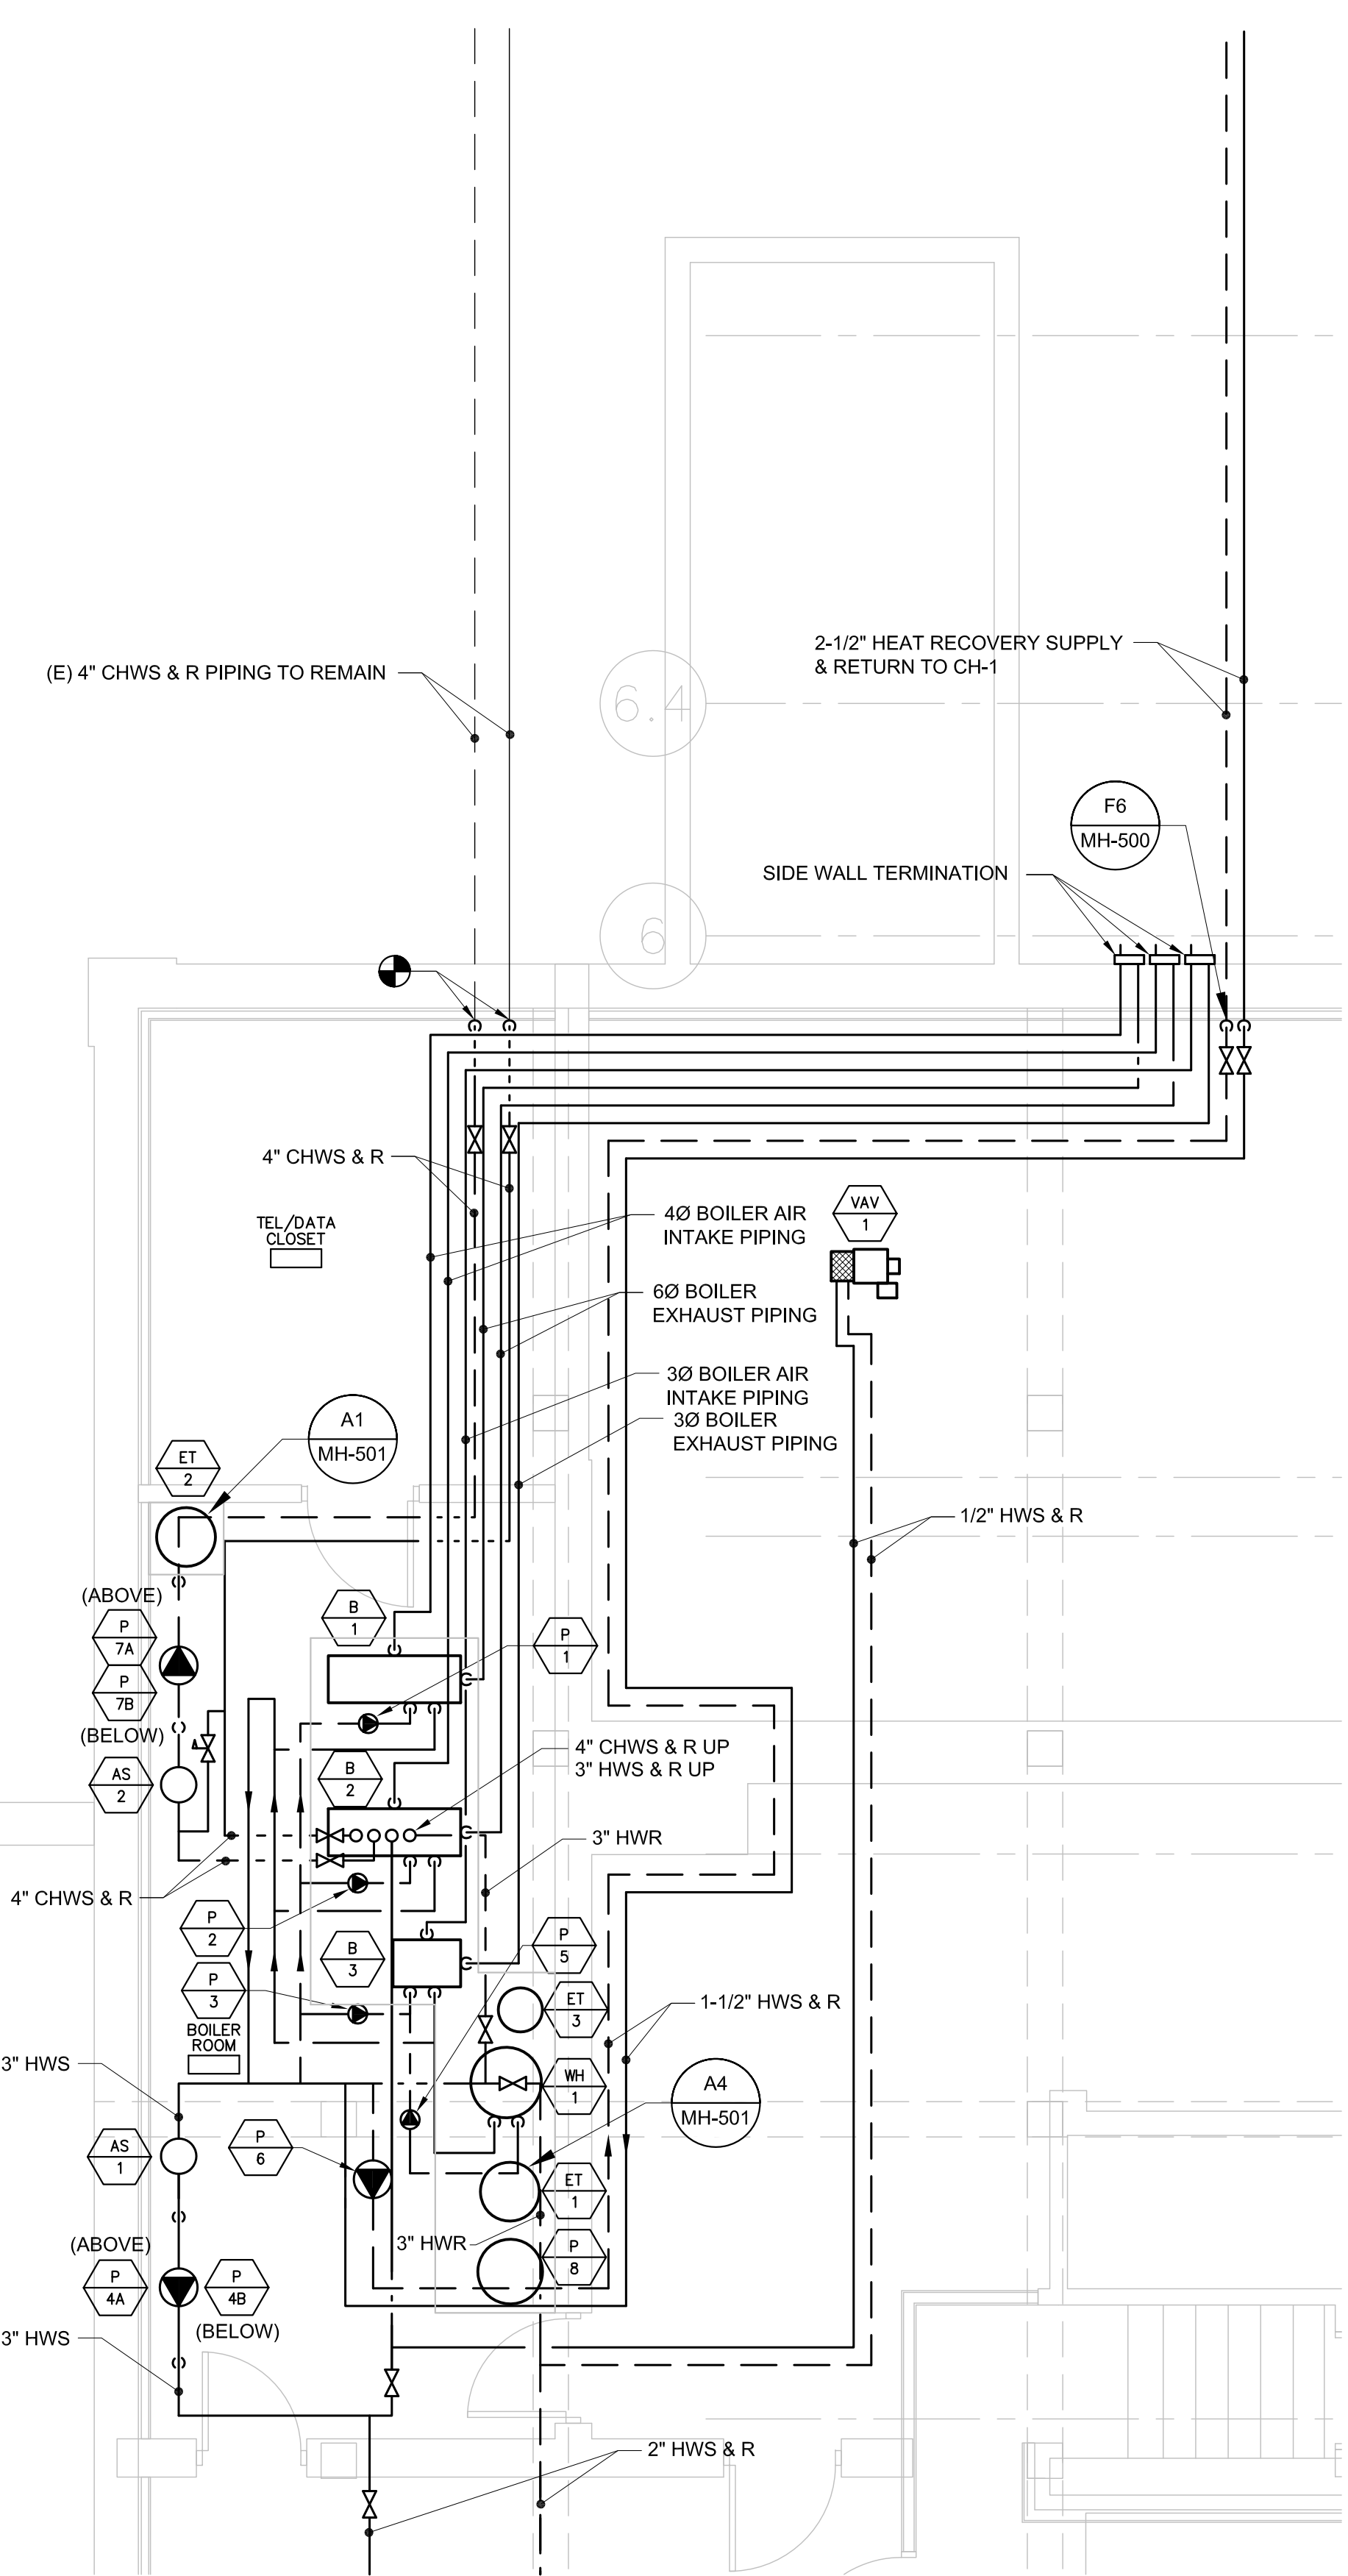 (E) 4" CHWS & R PIPING TO REMAIN
2-1/2" HEAT RECOVERY SUPPLY
& RETURN TO CH-1
6.4
F6
MH-500
SIDE WALL TERMINATION
6
4" CHWS & R
TEL/DATA
CLOSET
4Ø BOILER AIR
INTAKE PIPING
VAV
1
6Ø BOILER
EXHAUST PIPING
3Ø BOILER AIR
INTAKE PIPING
3Ø BOILER
EXHAUST PIPING
A1
MH-501
ET
2
1/2" HWS & R
(ABOVE)
P
7A
P
7B
(BELOW)
B
1
P
1
AS
2
B
2
4" CHWS & R UP
3" HWS & R UP
3" HWR
4" CHWS & R
P
2
B
3
P
5
P
3
ET
3
1-1/2" HWS & R
BOILER
ROOM
3" HWS
WH
1
A4
MH-501
AS
1
P
6
ET
1
3" HWR
(ABOVE)
P
4A
P
4B
(BELOW)
P
8
3" HWS
2" HWS & R